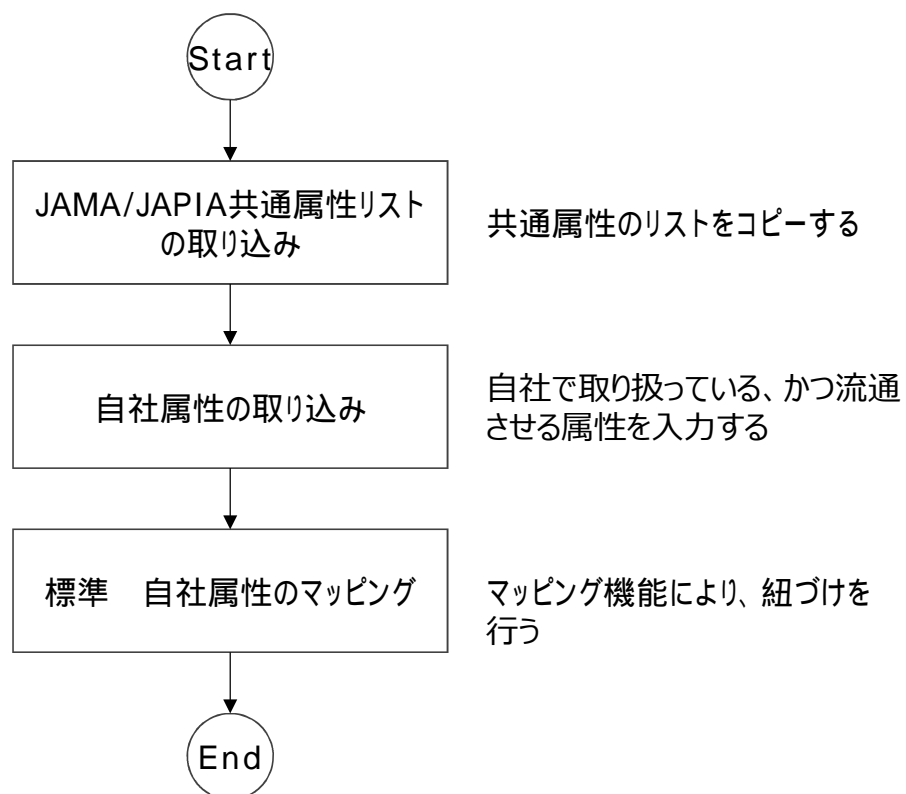 Start
JAMA/JAPIA共通属性リスト
の取り込み
共通属性のリストをコピーする
自社属性の取り込み
自社で取り扱っている、かつ流通
させる属性を入力する
標準　自社属性のマッピング
マッピング機能により、紐づけを
行う
End